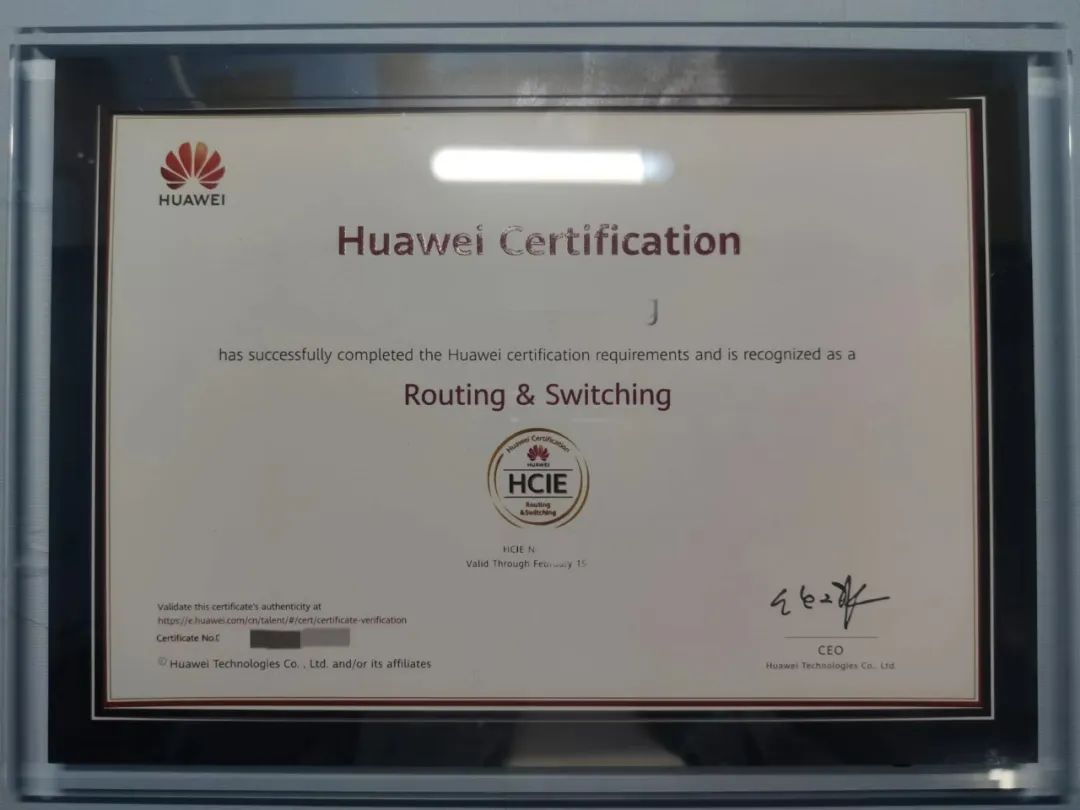 HUAWEI
Huawei Certification
J
has successfully completed the Huawei certification requirements and is recognized as a
Routing & Switching
Huawei Certification
HUAWEI
HCIE
Routing
&Switching
HCIE N
Valid Through February 15
Validate this certificate's authenticity at
https://e.huawei.com/cn/talent/#/cert/certificate-verification
Certificate No.:
© Huawei Technologies Co. , Ltd. and/or its affiliates
CEO
Huawei Technologies Co., Ltd.